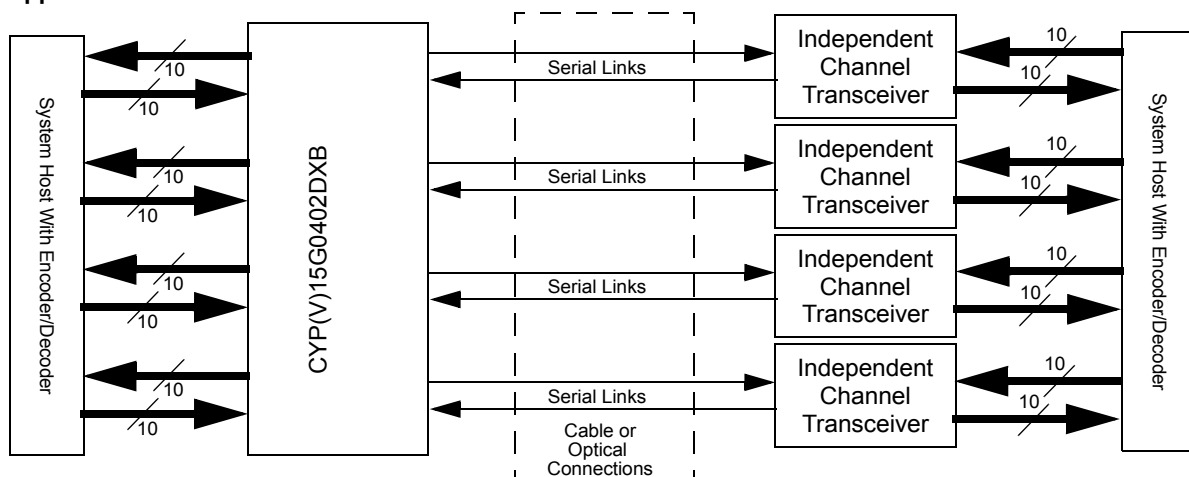 System Host With Encoder/Decoder
10
10
10
10
10
10
10
10
CYP(V)15G0402DXB
Serial Links
Serial Links
Serial Links
Serial Links
Cable or
Optical
Connections
Independent
Channel
Transceiver
Independent
Channel
Transceiver
Independent
Channel
Transceiver
Independent
Channel
Transceiver
10
10
10
10
10
10
10
10
System Host With Encoder/Decoder